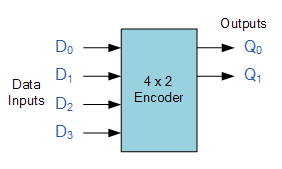 Outputs
D₀ Q₀
D₁ Q₁
Data
Inputs
4 x 2
Encoder
D₂
D₃